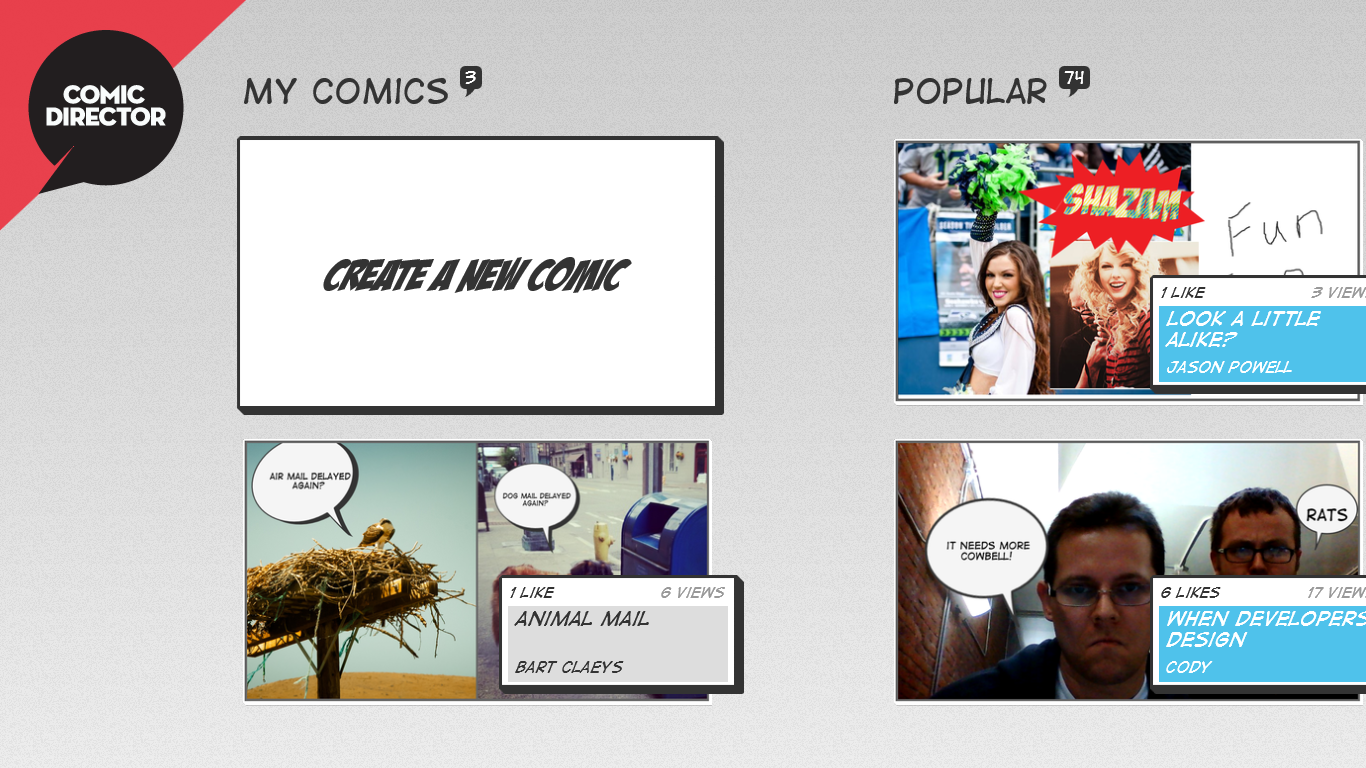 COMIC
DIRECTOR
MY COMICS 3
CREATE A NEW COMIC
AIR MAIL DELAYED
AGAIN?
DOG MAIL DELAYED
AGAIN?
1 LIKE 6 VIEWS
ANIMAL MAIL
BART CLAEYS
POPULAR 74
SHAZAM
Fun
1 LIKE 3 VIEW
LOOK A LITTLE
ALIKE?
JASON POWELL
IT NEEDS MORE
COWBELL!
RATS
6 LIKES 17 VIEW
WHEN DEVELOPERS
DESIGN
CODY